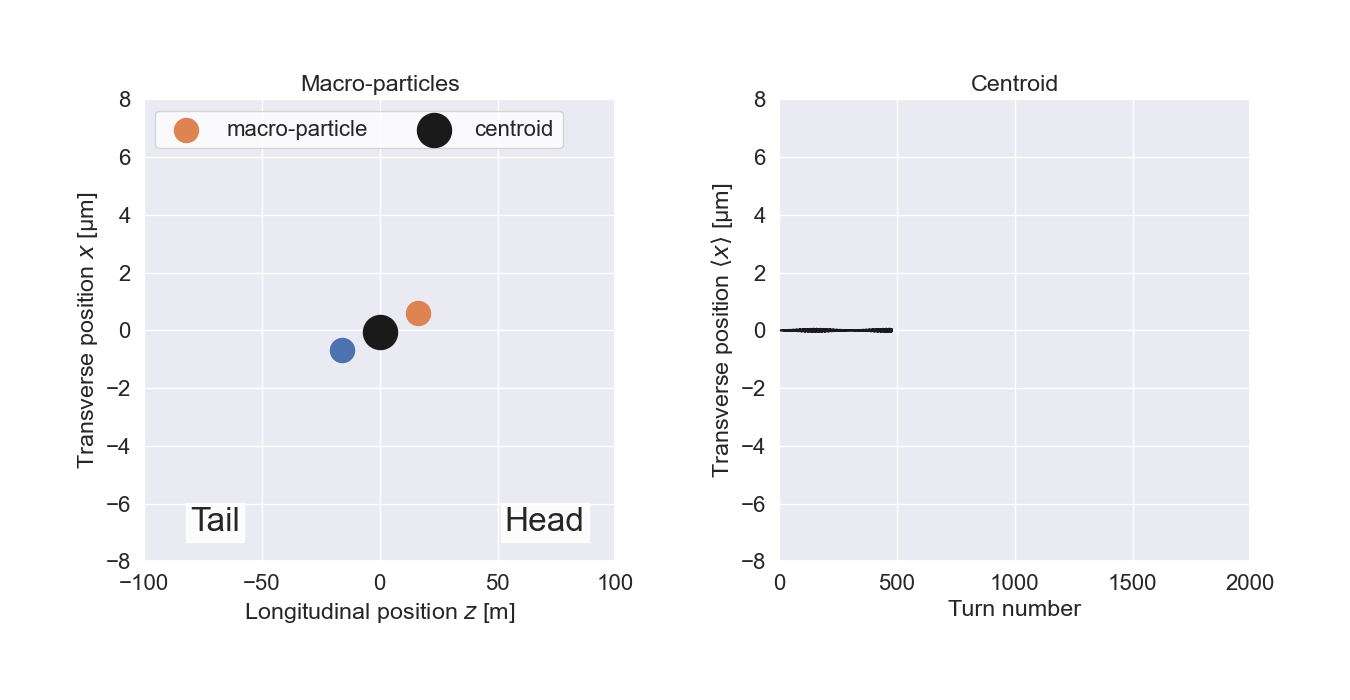 Macro-particles
macro-particle
centroid
8
6
4
2
0
−2
−4
−6
−8
Transverse position x [μm]
Tail
Head
−100
−50
0
50
100
Longitudinal position z [m]
Centroid
8
6
4
2
0
−2
−4
−6
−8
Transverse position ⟨x⟩ [μm]
0
500
1000
1500
2000
Turn number